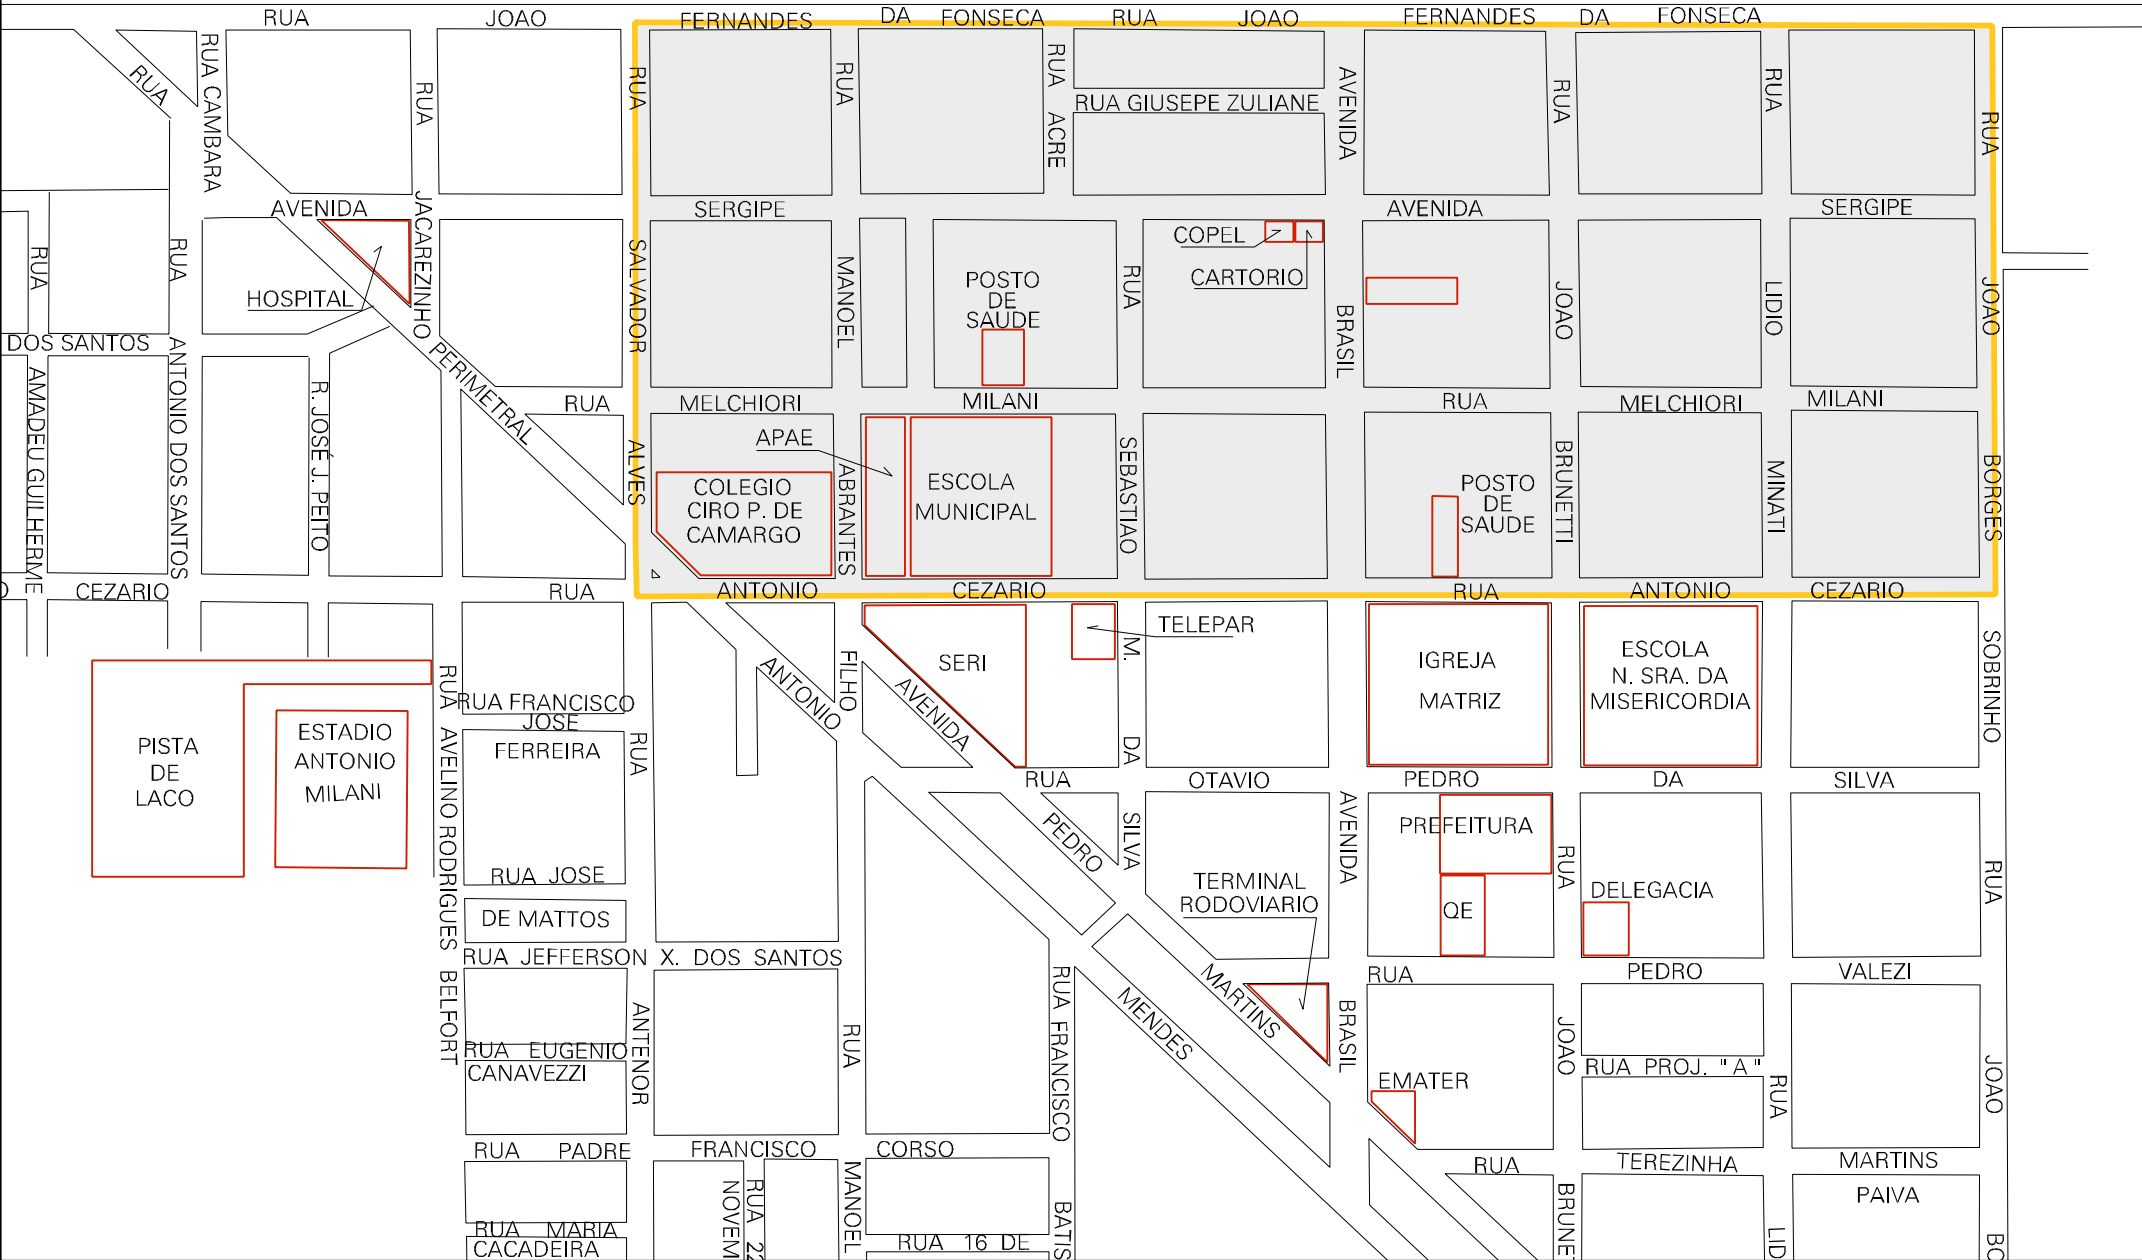 RUA JOAO FERNANDES DA FONSECA RUA JOAO FERNANDES DA FONSECA
RUA
RUA CAMBARA
RUA
JACAREZINHO
RUA
SALVADOR
ALVES
RUA
MANOEL
ABRANTES
FILHO
RUA ACRE
RUA GIUSEPE ZULIANE
AVENIDA
BRASIL
RUA
JOAO
BRUNETTI
RUA
LIDIO
MINATI
RUA
JOAO
BORGES
SOBRINHO
AVENIDA SERGIPE AVENIDA SERGIPE
HOSPITAL
COPEL
CARTORIO
POSTO
DE
SAUDE
RUA
SEBASTIAO
M.
DA
SILVA
RUA
AMADEU GUILHERME
RUA
ANTONIO DOS SANTOS
R. JOSÉ J. PEITO
DOS SANTOS
PERIMETRAL
RUA MELCHIORI MILANI RUA MELCHIORI MILANI
APAE
COLEGIO
CIRO P. DE
CAMARGO
ESCOLA
MUNICIPAL
POSTO
DE
SAUDE
CEZARIO RUA ANTONIO CEZARIO RUA ANTONIO CEZARIO
TELEPAR
SERI
IGREJA
MATRIZ
ESCOLA
N. SRA. DA
MISERICORDIA
ANTONIO
AVENIDA
PEDRO
MARTINS
MENDES
RUA AVELINO RODRIGUES BELFORT
RUA FRANCISCO
JOSE
FERREIRA
PISTA
DE
LACO
ESTADIO
ANTONIO
MILANI
RUA
ANTENOR
RUA OTAVIO PEDRO DA SILVA
AVENIDA
BRASIL
PREFEITURA
QE
RUA
JOAO
DELEGACIA
RUA
JOAO
TERMINAL
RODOVIARIO
RUA JOSE
DE MATTOS
RUA JEFFERSON X. DOS SANTOS
RUA PEDRO VALEZI
RUA FRANCISCO
BATIS
RUA
MANOEL
RUA EUGENIO
CANAVEZZI
EMATER
RUA PROJ. "A"
RUA
LID
RUA PADRE FRANCISCO CORSO
RUA TEREZINHA MARTINS
PAIVA
BRUNE
RUA 22
NOVEM
RUA MARIA
CACADEIRA
RUA 16 DE